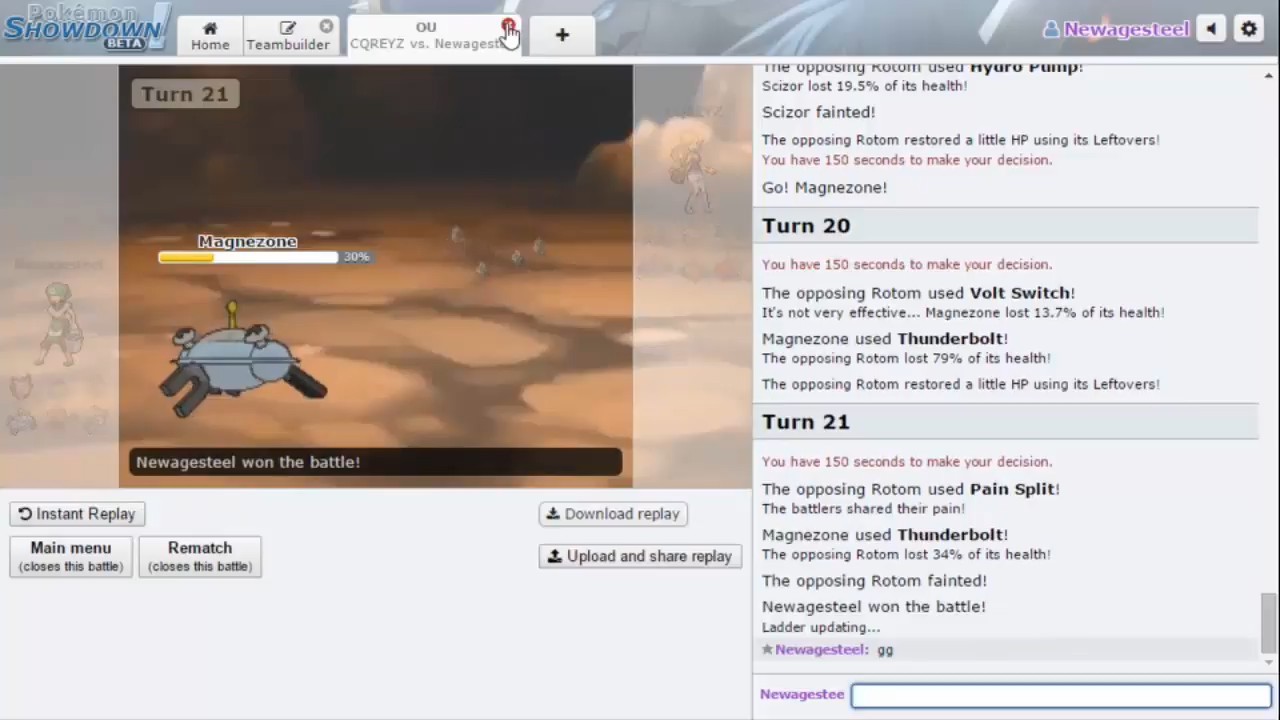 Pokémon
SHOWDOWN!
BETA
Home
Teambuilder
OU
CQREYZ vs. Newagest
+
Newagesteel
Turn 21
Magnezone
30%
Newagesteel won the battle!
Instant Replay
Download replay
Main menu
(closes this battle)
Rematch
(closes this battle)
Upload and share replay
The opposing Rotom used Hydro Pump!
Scizor lost 19.5% of its health!
Scizor fainted!
The opposing Rotom restored a little HP using its Leftovers!
You have 150 seconds to make your decision.
Go! Magnezone!
Turn 20
You have 150 seconds to make your decision.
The opposing Rotom used Volt Switch!
It's not very effective... Magnezone lost 13.7% of its health!
Magnezone used Thunderbolt!
The opposing Rotom lost 79% of its health!
The opposing Rotom restored a little HP using its Leftovers!
Turn 21
You have 150 seconds to make your decision.
The opposing Rotom used Pain Split!
The battlers shared their pain!
Magnezone used Thunderbolt!
The opposing Rotom lost 34% of its health!
The opposing Rotom fainted!
Newagesteel won the battle!
Ladder updating...
★Newagesteel: gg
Newagestee